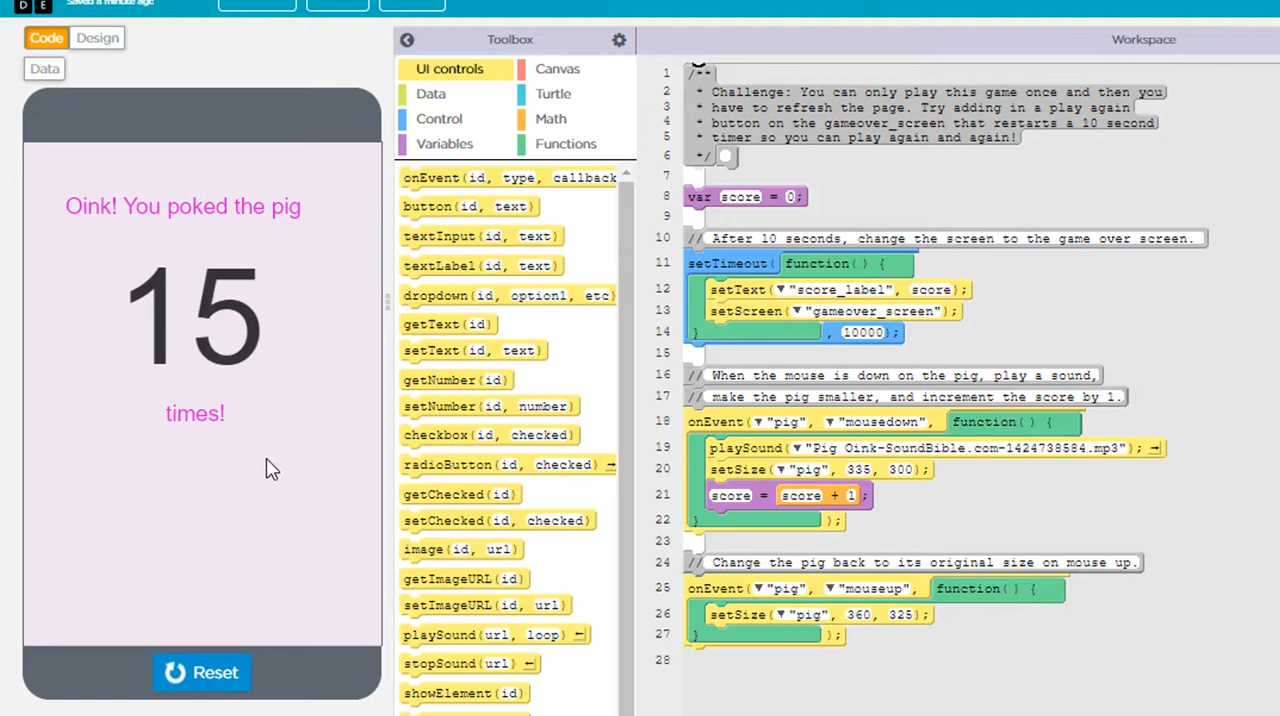 D E
Saved a minute ago
Code
Design
Data
Oink! You poked the pig
15
times!
Reset
Toolbox
UI controls
Canvas
Data
Turtle
Control
Math
Variables
Functions
onEvent(id, type, callback
button(id, text)
textInput(id, text)
textLabel(id, text)
dropdown(id, option1, etc)
getText(id)
setText(id, text)
getNumber(id)
setNumber(id, number)
checkbox(id, checked)
radioButton(id, checked)
getChecked(id)
setChecked(id, checked)
image(id, url)
getImageURL(id)
setImageURL(id, url)
playSound(url, loop)
stopSound(url)
showElement(id)
Workspace
1 /**
2 * Challenge: You can only play this game once and then you
3 * have to refresh the page. Try adding in a play again
4 * button on the gameover_screen that restarts a 10 second
5 * timer so you can play again and again!
6 */
7
8 var score = 0;
9
10 // After 10 seconds, change the screen to the game over screen.
11 setTimeout( function( ) {
12 setText( "score_label", score);
13 setScreen( "gameover_screen");
14 } , 10000);
15
16 // When the mouse is down on the pig, play a sound,
17 // make the pig smaller, and increment the score by 1.
18 onEvent( "pig", "mousedown", function( ) {
19 playSound( "Pig Oink-SoundBible.com-1424738584.mp3");
20 setSize( "pig", 335, 300);
21 score = score + 1;
22 } );
23
24 // Change the pig back to its original size on mouse up.
25 onEvent( "pig", "mouseup", function( ) {
26 setSize( "pig", 360, 325);
27 } );
28